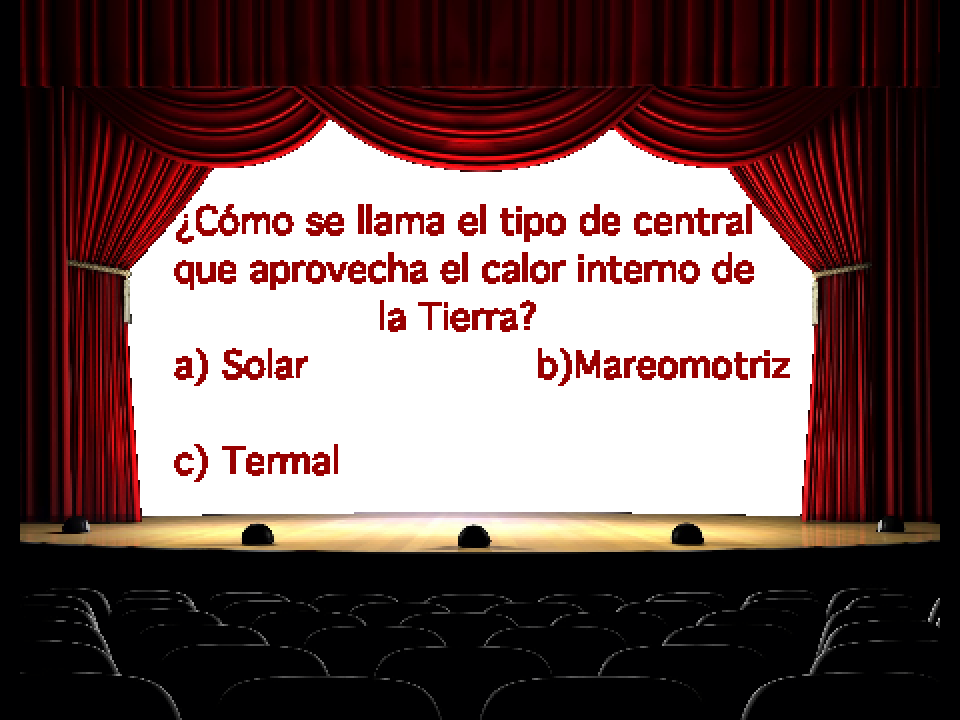 ¿Cómo se llama el tipo de central
que aprovecha el calor interno de
la Tierra?
a) Solar b)Mareomotriz
c) Termal